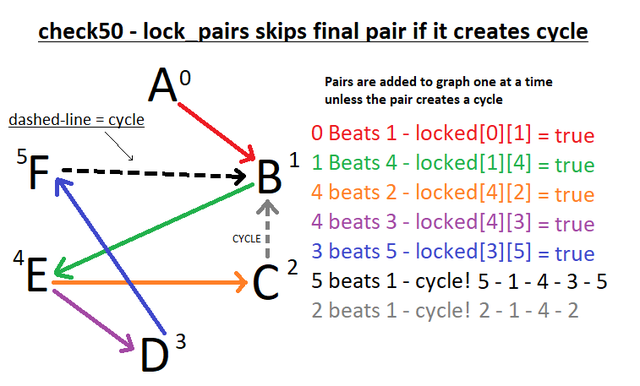 check50 - lock_pairs skips final pair if it creates cycle
A0
Pairs are added to graph one at a time
unless the pair creates a cycle
dashed-line = cycle
0 Beats 1 - locked[0][1] = true
5F
B 1
1 Beats 4 - locked[1][4] = true
4 beats 2 - locked[4][2] = true
4 beats 3 - locked[4][3] = true
CYCLE
3 beats 5 - locked[3][5] = true
4E
C 2
5 beats 1 - cycle! 5 - 1 - 4 - 3 - 5
2 beats 1 - cycle! 2 - 1 - 4 - 2
D 3